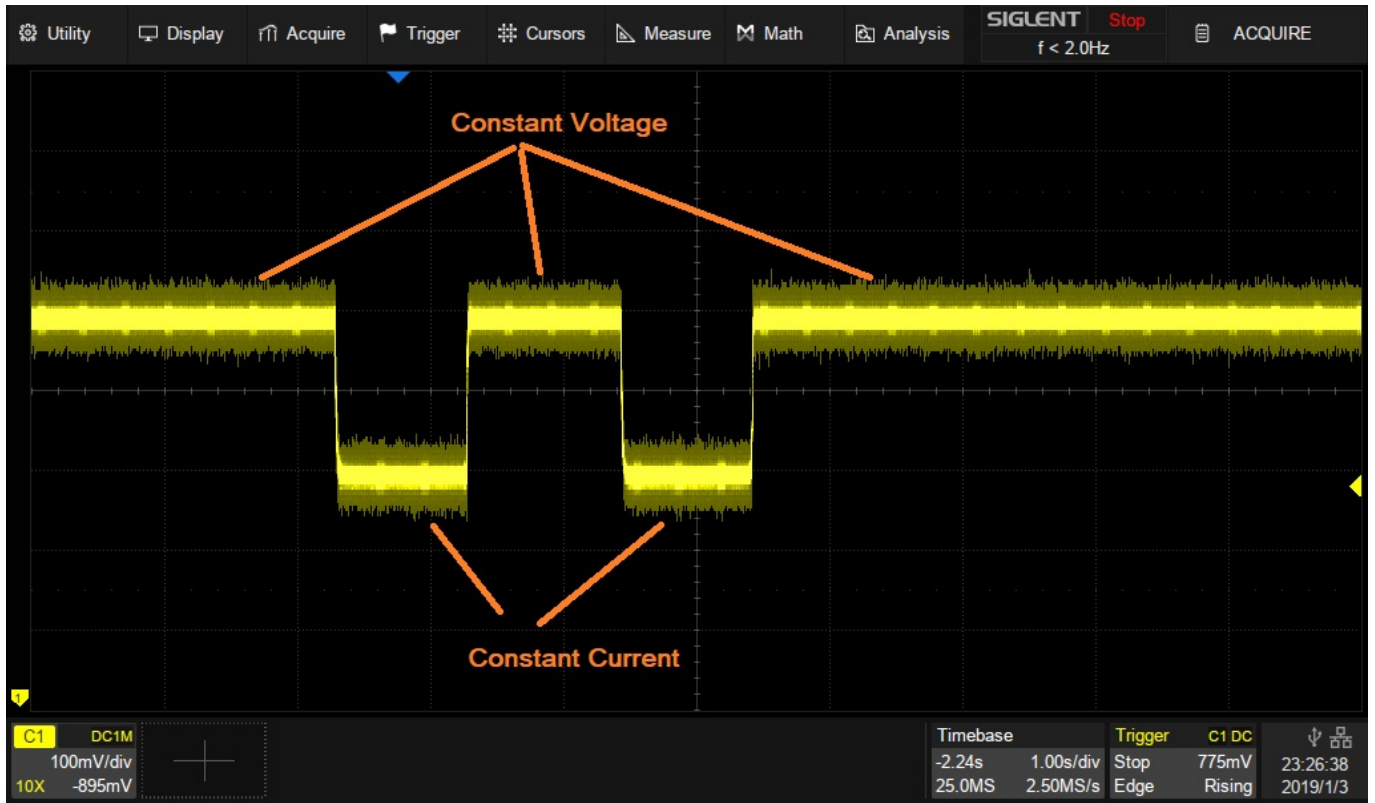 Utility Display Acquire Trigger Cursors Measure Math Analysis SIGLENT Stop ACQUIRE
f < 2.0Hz
Constant Voltage
Constant Current
1
C1 DC1M
100mV/div
10X -895mV
Timebase
-2.24s 1.00s/div
25.0MS 2.50MS/s
Trigger C1 DC
Stop 775mV
Edge Rising
23:26:38
2019/1/3